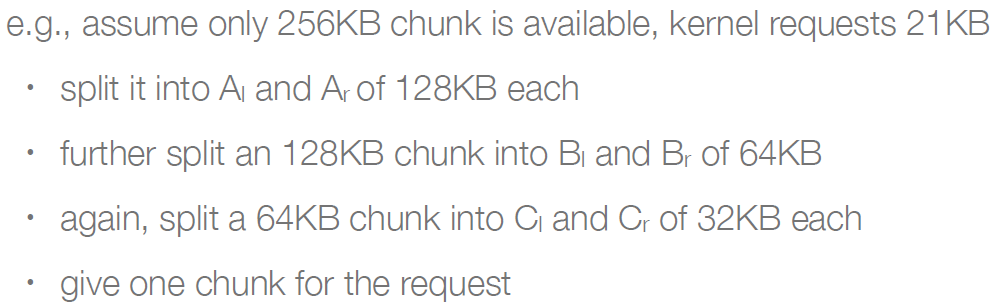 e.g., assume only 256KB chunk is available, kernel requests 21KB
• split it into Al and Ar of 128KB each
• further split an 128KB chunk into Bl and Br of 64KB
• again, split a 64KB chunk into Cl and Cr of 32KB each
• give one chunk for the request